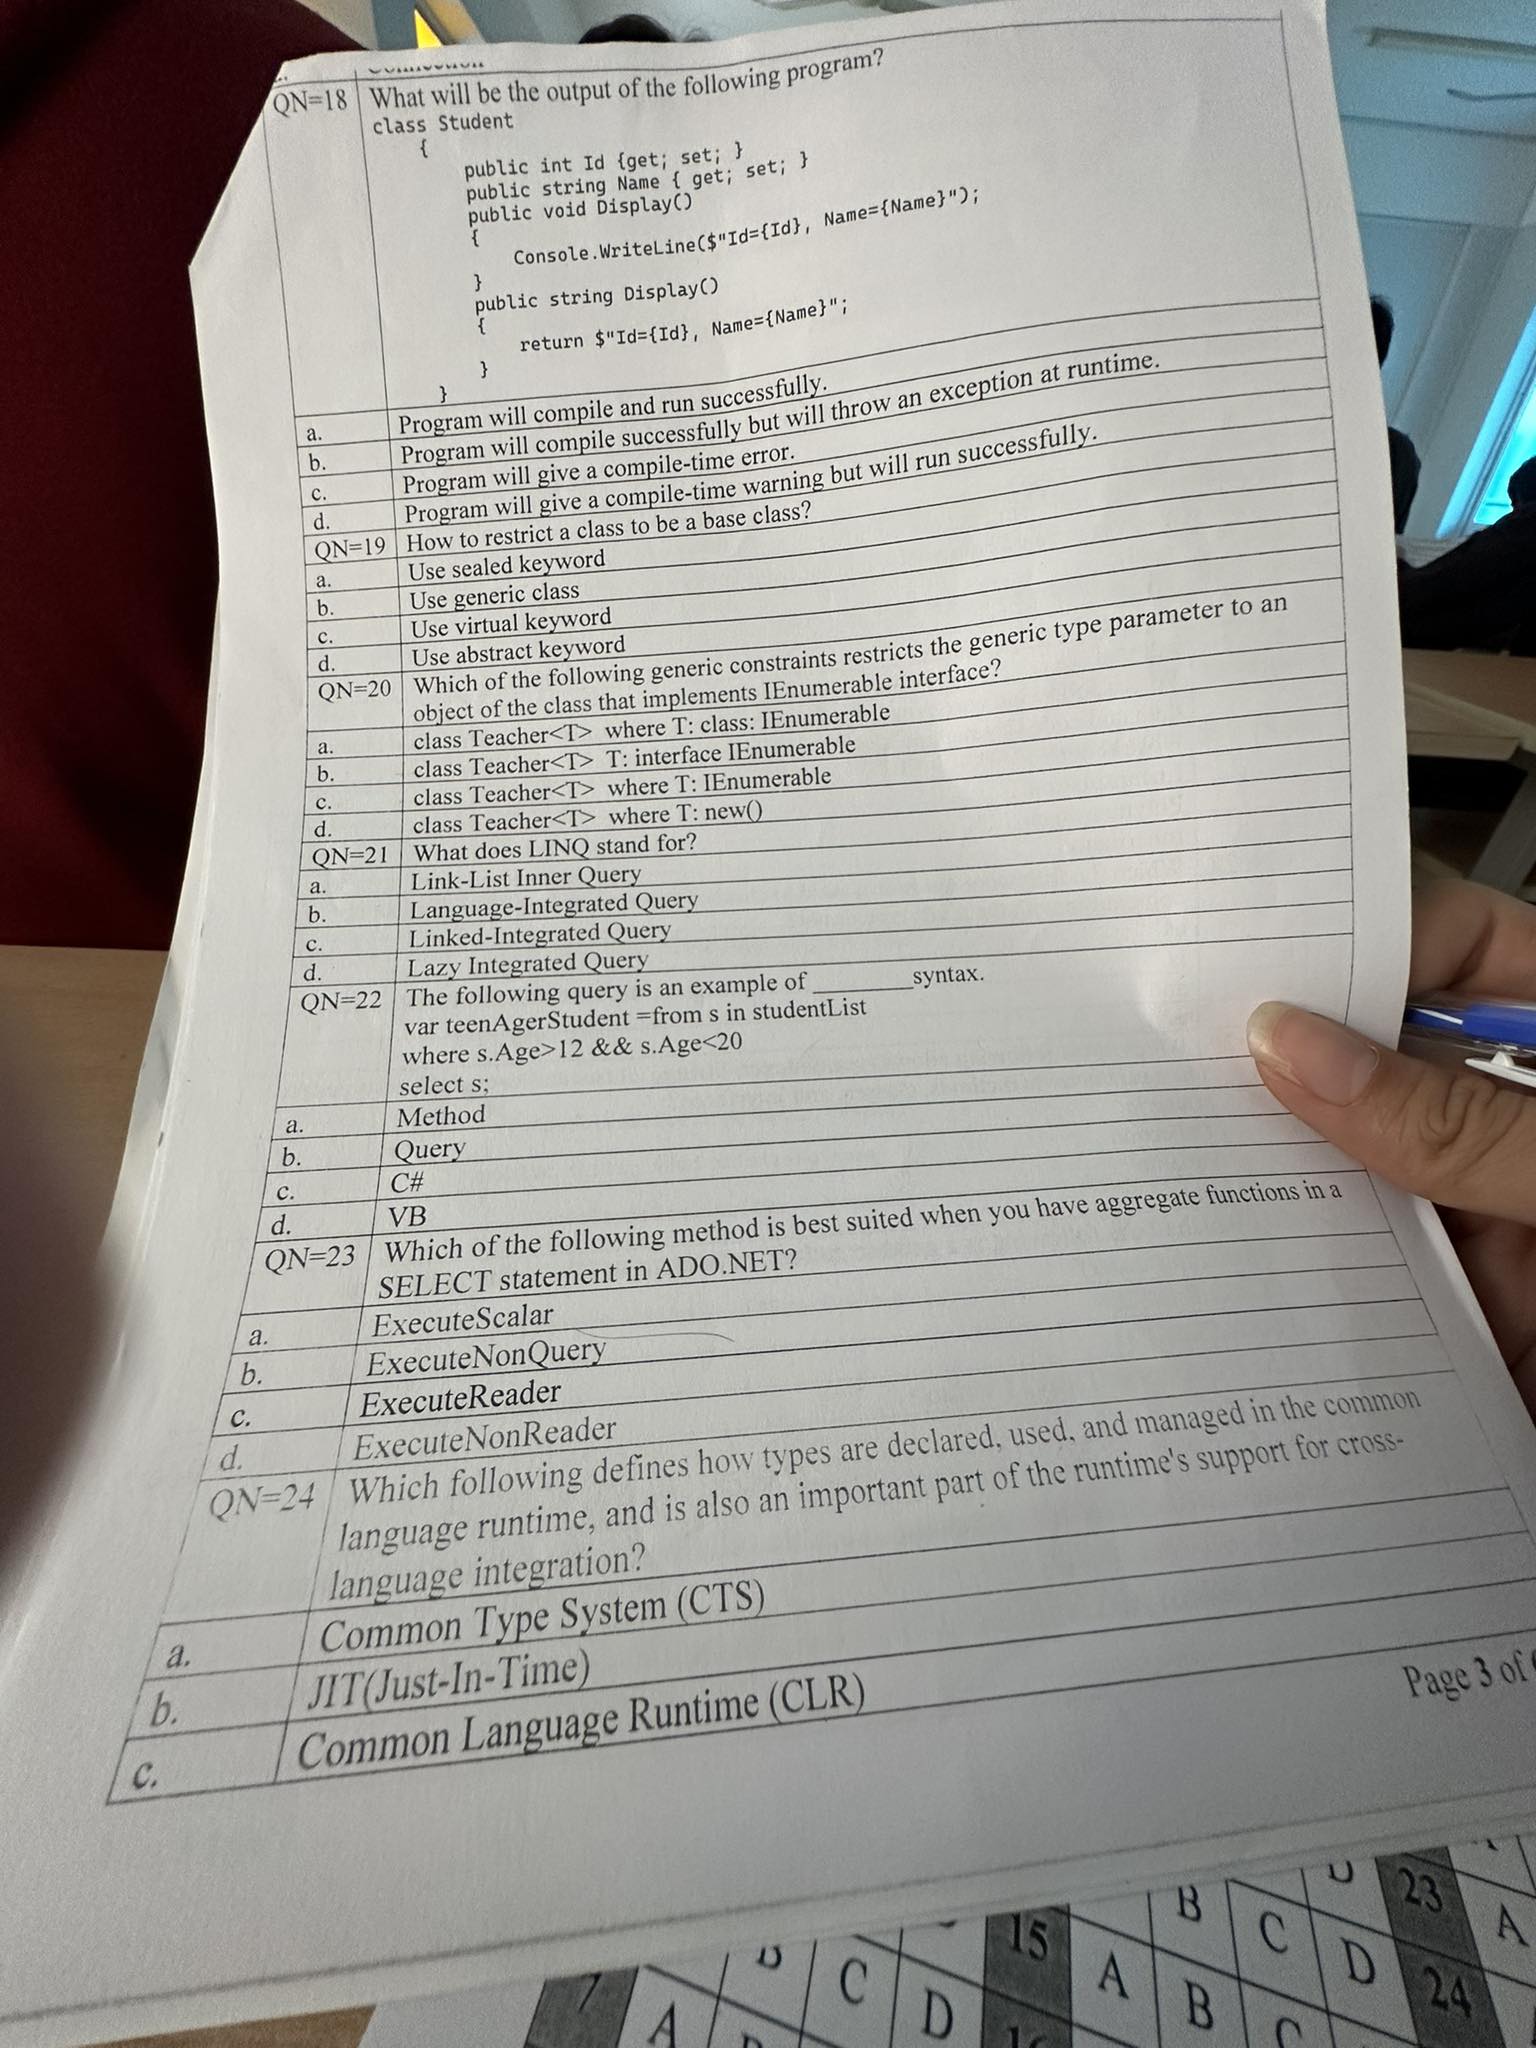 QN=18 What will be the output of the following program?
class Student
{
public int Id {get; set; }
public string Name { get; set; }
public void Display()
{
Console.WriteLine($"Id={Id}, Name={Name}");
}
public string Display()
{
return $"Id={Id}, Name={Name}";
}
}
a. Program will compile and run successfully.
b. Program will compile successfully but will throw an exception at runtime.
c. Program will give a compile-time error.
d. Program will give a compile-time warning but will run successfully.
QN=19 How to restrict a class to be a base class?
a. Use sealed keyword
b. Use generic class
c. Use virtual keyword
d. Use abstract keyword
QN=20 Which of the following generic constraints restricts the generic type parameter to an
object of the class that implements IEnumerable interface?
a. class Teacher<T> where T: class: IEnumerable
b. class Teacher<T> T: interface IEnumerable
c. class Teacher<T> where T: IEnumerable
d. class Teacher<T> where T: new()
QN=21 What does LINQ stand for?
a. Link-List Inner Query
b. Language-Integrated Query
c. Linked-Integrated Query
d. Lazy Integrated Query
QN=22 The following query is an example of ________syntax.
var teenAgerStudent =from s in studentList
where s.Age>12 && s.Age<20
select s;
a. Method
b. Query
c. C#
d. VB
QN=23 Which of the following method is best suited when you have aggregate functions in a
SELECT statement in ADO.NET?
a. ExecuteScalar
b. ExecuteNonQuery
c. ExecuteReader
d. ExecuteNonReader
QN=24 Which following defines how types are declared, used, and managed in the common
language runtime, and is also an important part of the runtime's support for cross-
language integration?
a. Common Type System (CTS)
b. JIT(Just-In-Time)
c. Common Language Runtime (CLR)
Page 3 of
B C D 23 A
7 C D 15 A B C D 24
A 16